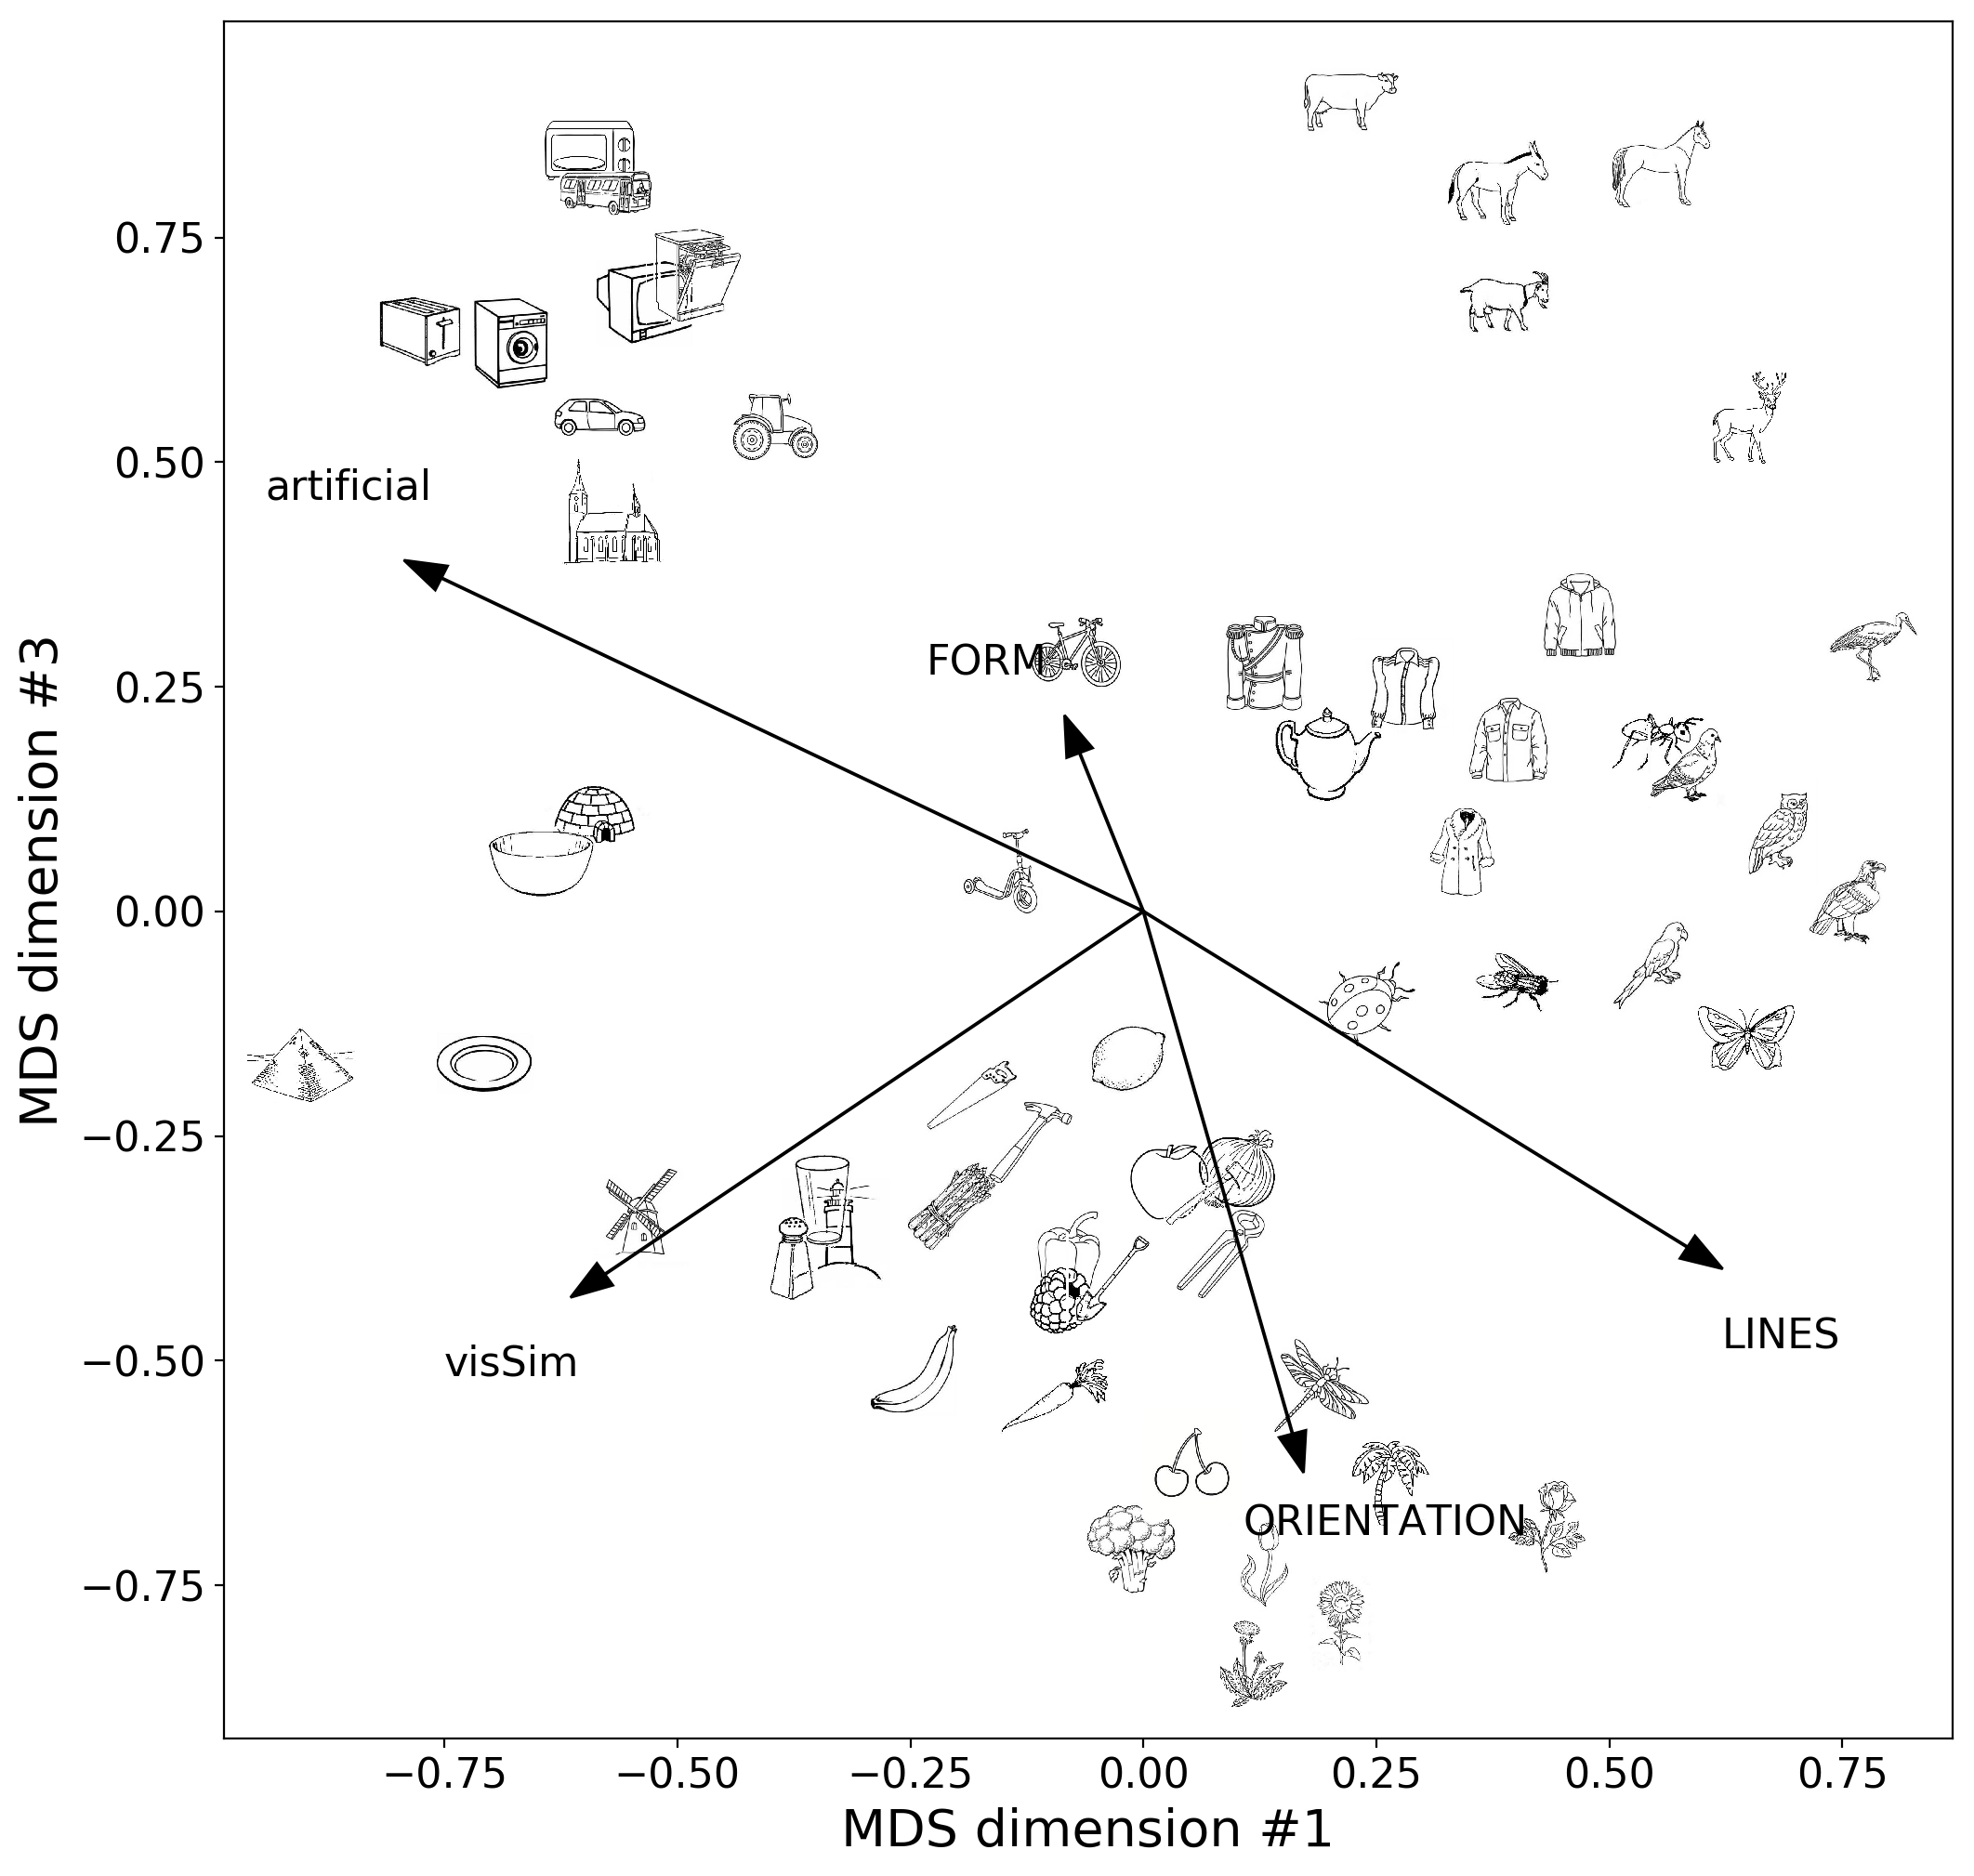 0.75
0.50
0.25
0.00
−0.25
−0.50
−0.75
MDS dimension #3
artificial
FORM
visSim
LINES
ORIENTATION
−0.75 −0.50 −0.25 0.00 0.25 0.50 0.75
MDS dimension #1